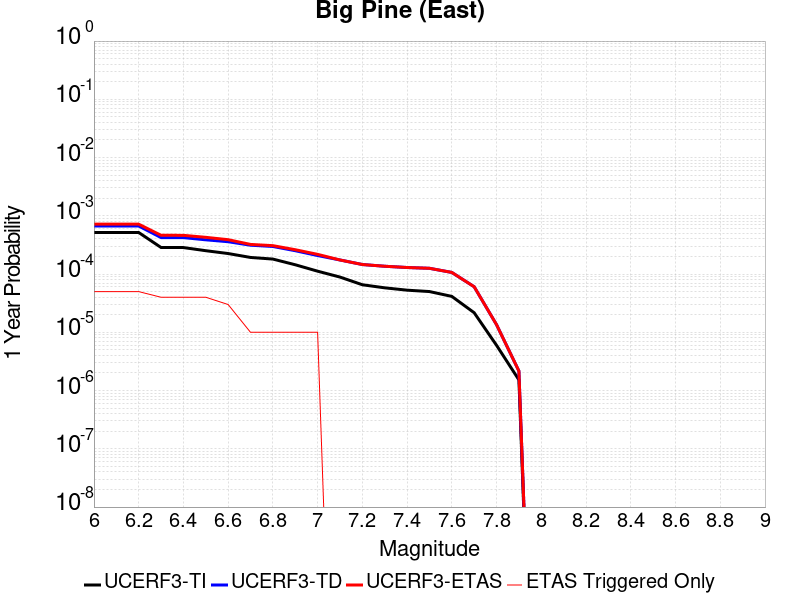 Big Pine (East)
10^0
10^-1
10^-2
10^-3
10^-4
10^-5
10^-6
10^-7
10^-8
1 Year Probability
6 6.2 6.4 6.6 6.8 7 7.2 7.4 7.6 7.8 8 8.2 8.4 8.6 8.8 9
Magnitude
UCERF3-TI UCERF3-TD UCERF3-ETAS ETAS Triggered Only